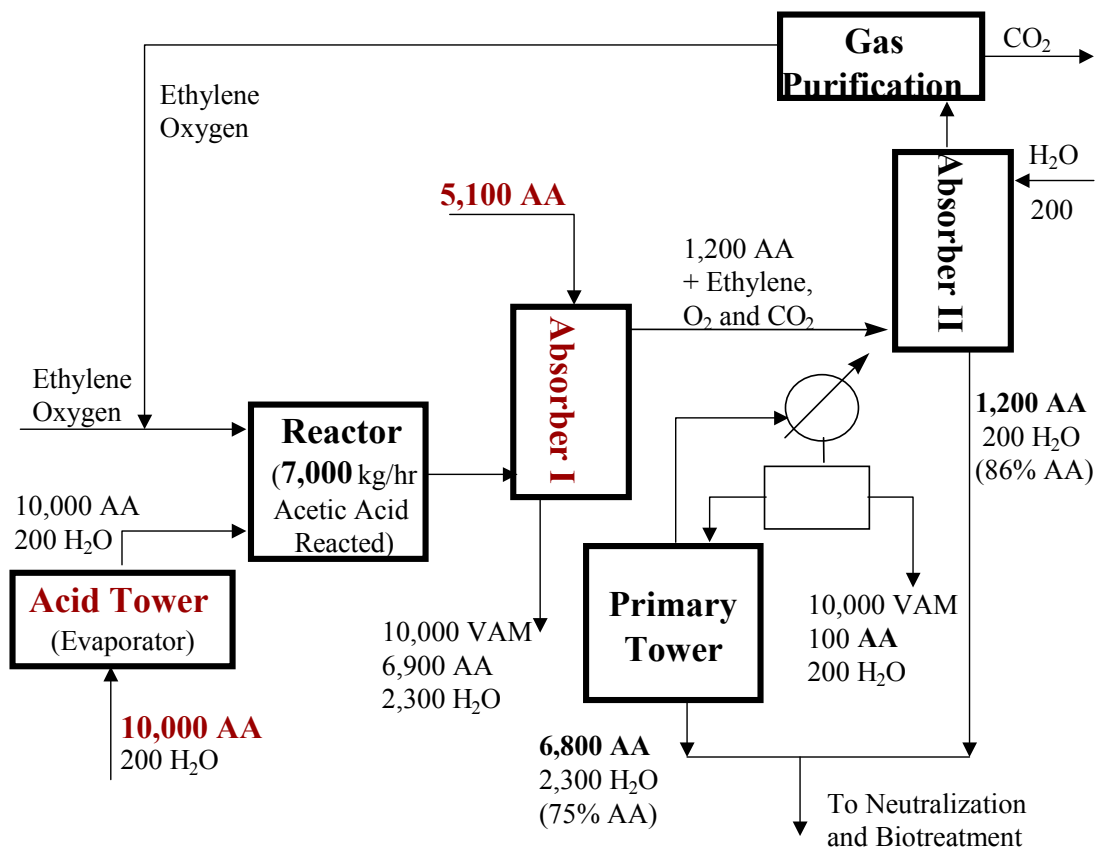 Gas
Purification
CO₂
Ethylene
Oxygen
H₂O
200
Absorber II
5,100 AA
1,200 AA
+ Ethylene,
O₂ and CO₂
Absorber I
Ethylene
Oxygen
Reactor
(7,000 kg/hr
Acetic Acid
Reacted)
1,200 AA
200 H₂O
(86% AA)
10,000 AA
200 H₂O
Acid Tower
(Evaporator)
10,000 AA
200 H₂O
10,000 VAM
6,900 AA
2,300 H₂O
Primary
Tower
10,000 VAM
100 AA
200 H₂O
6,800 AA
2,300 H₂O
(75% AA)
To Neutralization
and Biotreatment